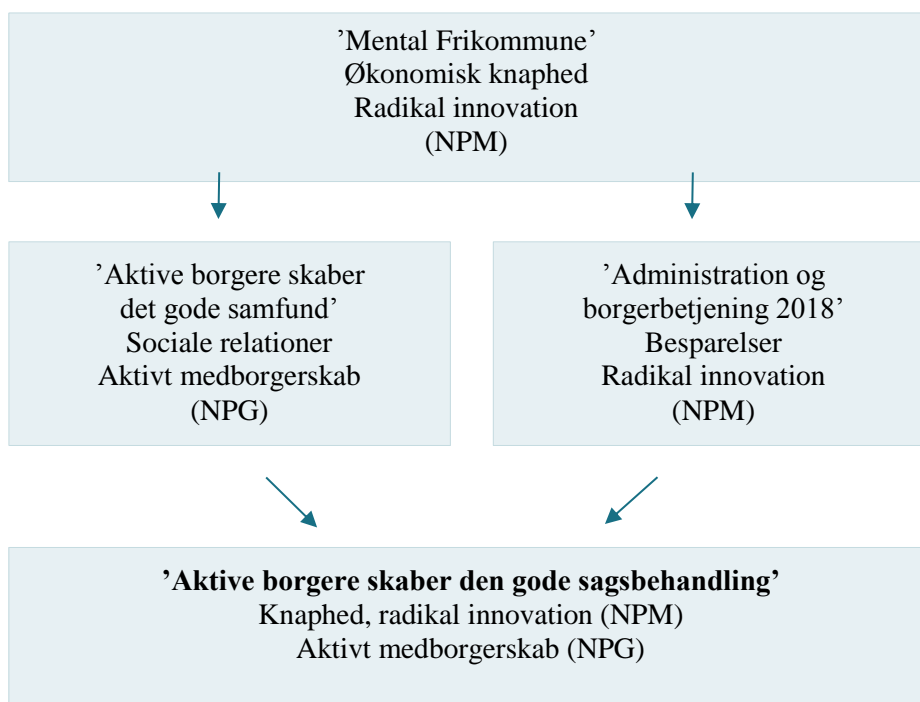 ’Mental Frikommune’
Økonomisk knaphed
Radikal innovation
(NPM)
’Aktive borgere skaber
det gode samfund’
Sociale relationer
Aktivt medborgerskab
(NPG)
’Administration og
borgerbetjening 2018’
Besparelser
Radikal innovation
(NPM)
’Aktive borgere skaber den gode sagsbehandling’
Knaphed, radikal innovation (NPM)
Aktivt medborgerskab (NPG)